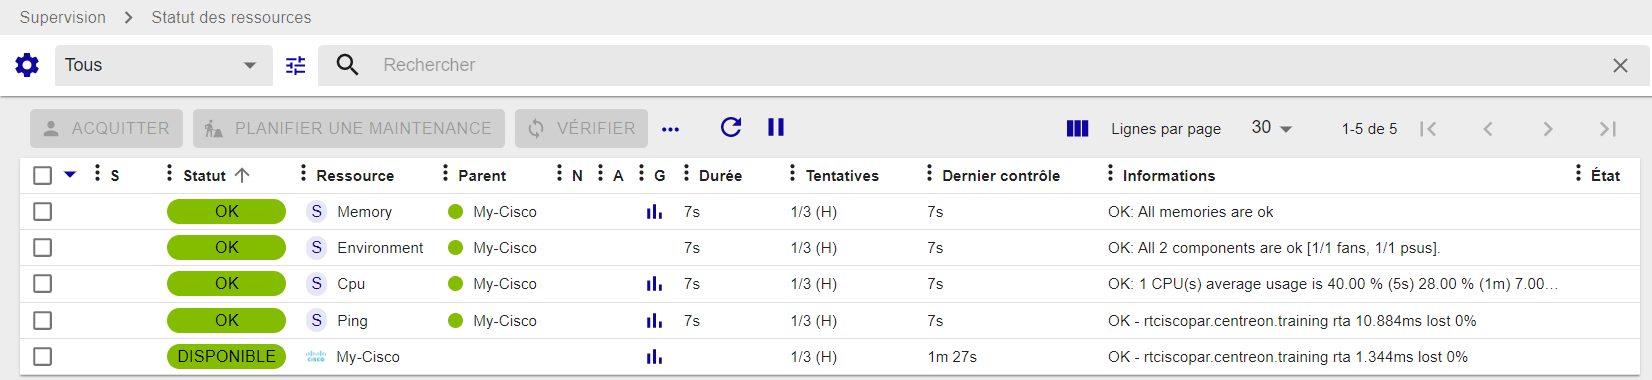 Supervision > Statut des ressources
Tous Rechercher
ACQUITTER PLANIFIER UNE MAINTENANCE VÉRIFIER ... Lignes par page 30 1-5 de 5
S Statut Ressource Parent N A G Durée Tentatives Dernier contrôle Informations État
OK S Memory My-Cisco 7s 1/3 (H) 7s OK: All memories are ok
OK S Environment My-Cisco 7s 1/3 (H) 7s OK: All 2 components are ok [1/1 fans, 1/1 psus].
OK S Cpu My-Cisco 7s 1/3 (H) 7s OK: 1 CPU(s) average usage is 40.00 % (5s) 28.00 % (1m) 7.00...
OK S Ping My-Cisco 7s 1/3 (H) 7s OK - rtciscopar.centreon.training rta 10.884ms lost 0%
DISPONIBLE CISCO My-Cisco 1/3 (H) 1m 27s OK - rtciscopar.centreon.training rta 1.344ms lost 0%